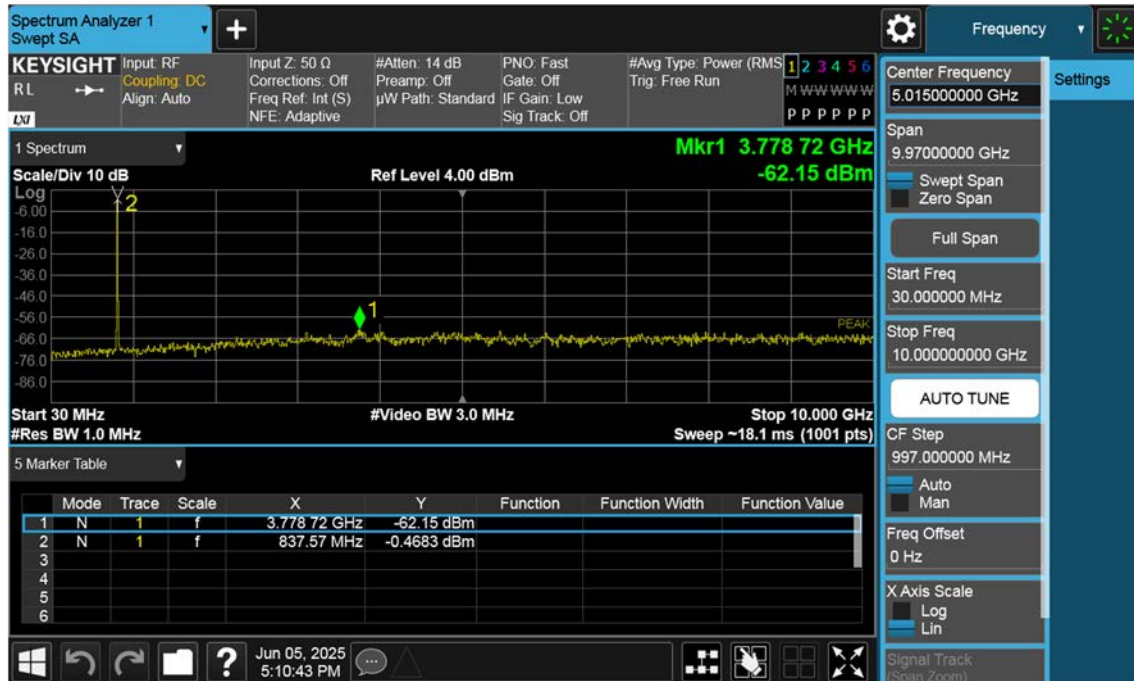 Spectrum Analyzer 1
Swept SA
+
Frequency
KEYSIGHT
RL
LXI
Input: RF
Coupling: DC
Align: Auto
Input Z: 50 Ω
Corrections: Off
Freq Ref: Int (S)
NFE: Adaptive
#Atten: 14 dB
Preamp: Off
µW Path: Standard
PNO: Fast
Gate: Off
IF Gain: Low
Sig Track: Off
#Avg Type: Power (RMS
Trig: Free Run
1 2 3 4 5 6
M W W W W W
P P P P P P
1 Spectrum
Mkr1 3.778 72 GHz
-62.15 dBm
Scale/Div 10 dB
Ref Level 4.00 dBm
Log
2
-6.00
-16.0
-26.0
-36.0
-46.0
1
-56.0
PEAK
-66.0
-76.0
-86.0
Start 30 MHz
#Video BW 3.0 MHz
Stop 10.000 GHz
#Res BW 1.0 MHz
Sweep ~18.1 ms (1001 pts)
5 Marker Table
Mode Trace Scale X Y Function Function Width Function Value
1 N 1 f 3.778 72 GHz -62.15 dBm
2 N 1 f 837.57 MHz -0.4683 dBm
3
4
5
6
?
Jun 05, 2025
5:10:43 PM
Center Frequency
5.015000000 GHz
Settings
Span
9.97000000 GHz
Swept Span
Zero Span
Full Span
Start Freq
30.000000 MHz
Stop Freq
10.000000000 GHz
AUTO TUNE
CF Step
997.000000 MHz
Auto
Man
Freq Offset
0 Hz
X Axis Scale
Log
Lin
Signal Track
(Span Zoom)